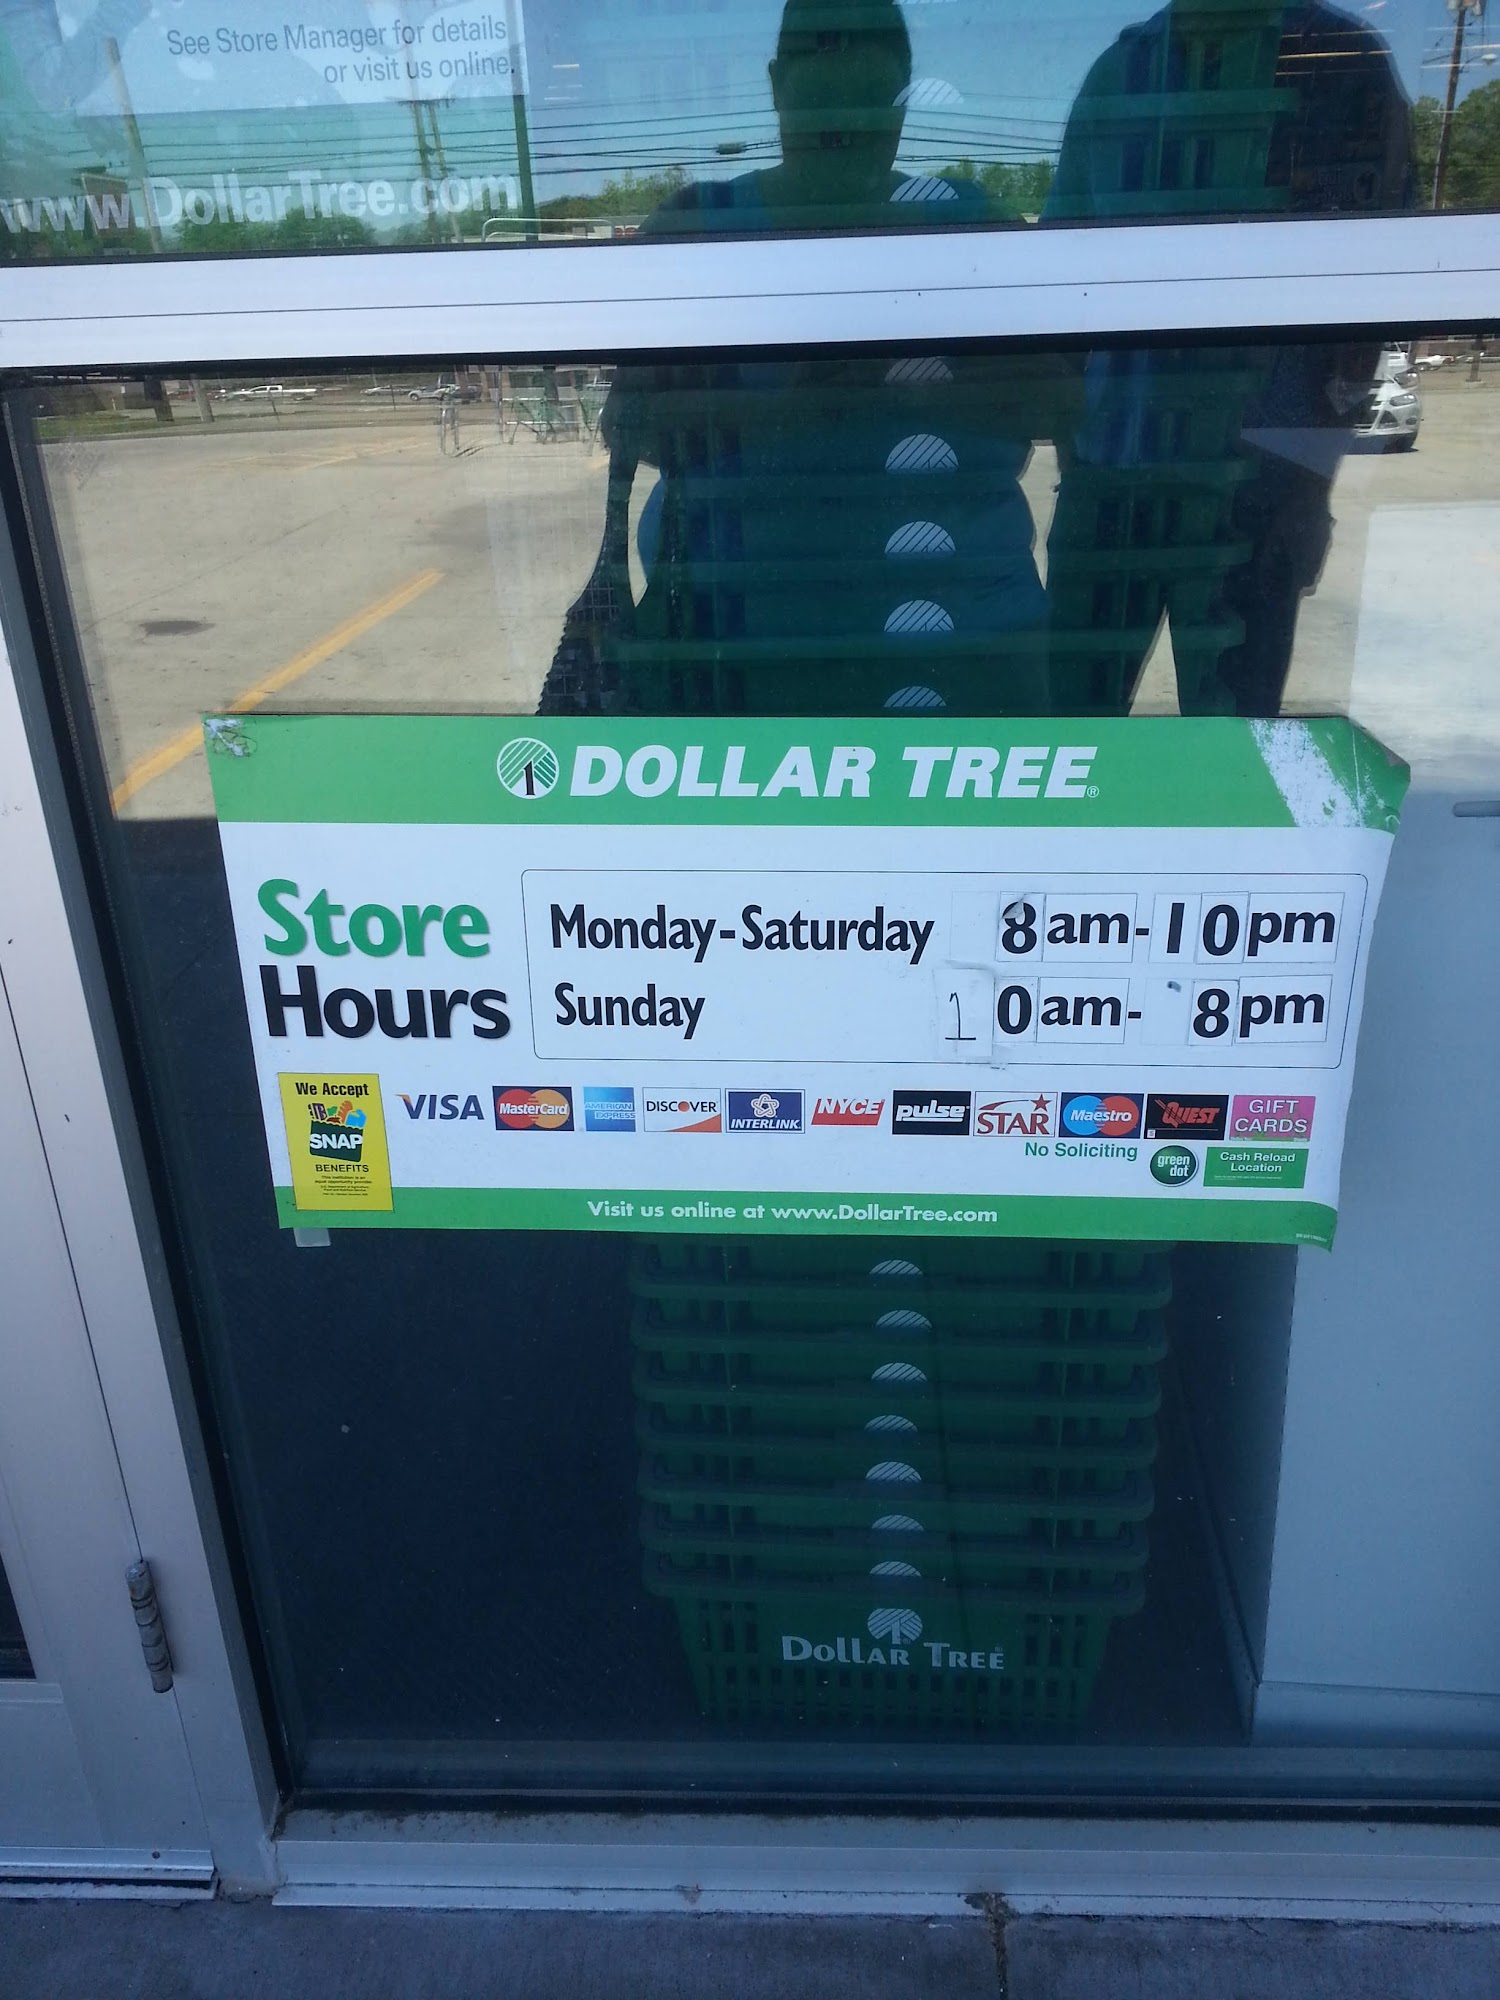 See Store Manager for details
or visit us online.
www.DollarTree.com
DOLLAR TREE®
Store Hours
Monday-Saturday 8am-10pm
Sunday 10am- 8pm
We Accept
SNAP
BENEFITS
VISA
MasterCard
AMERICAN EXPRESS
DISCOVER
INTERLINK
NYCE
pulse
STAR
Maestro
QUEST
GIFT CARDS
No Soliciting
green dot
Cash Reload
Location
Visit us online at www.DollarTree.com
DOLLAR TREE